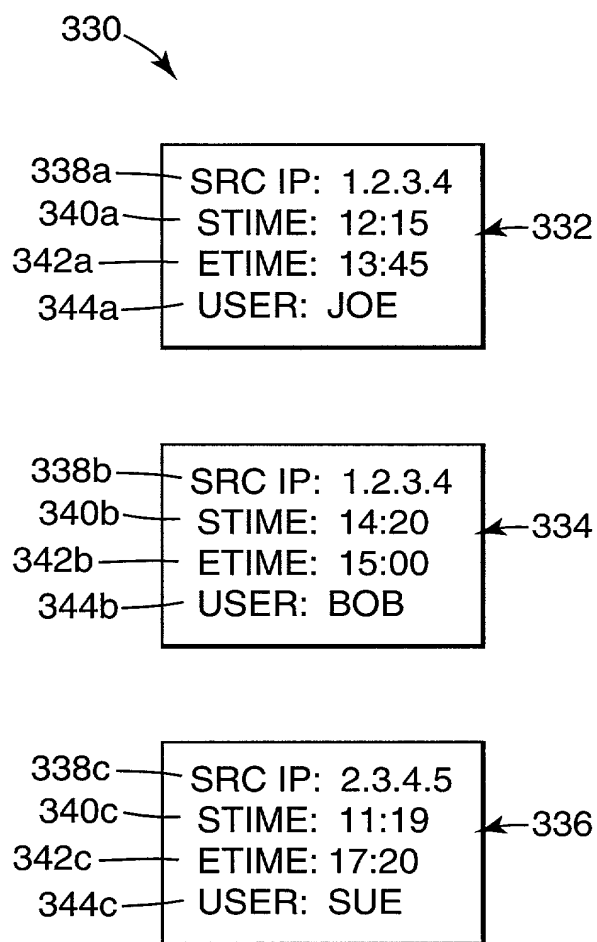 330
338a SRC IP: 1.2.3.4
340a STIME: 12:15 332
342a ETIME: 13:45
344a USER: JOE
338b SRC IP: 1.2.3.4
340b STIME: 14:20 334
342b ETIME: 15:00
344b USER: BOB
338c SRC IP: 2.3.4.5
340c STIME: 11:19 336
342c ETIME: 17:20
344c USER: SUE